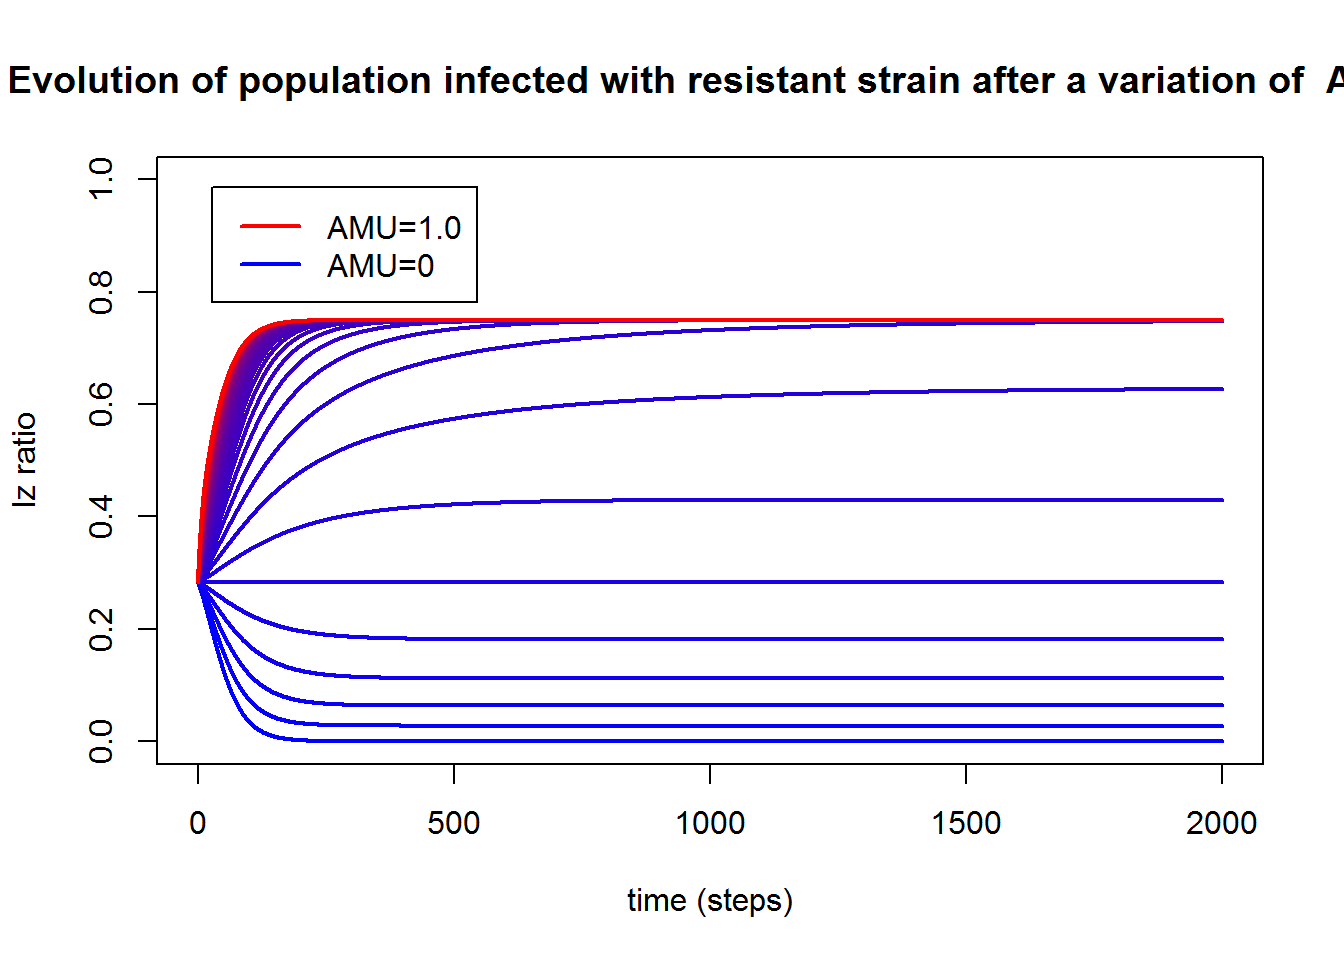 Evolution of population infected with resistant strain after a variation of A
AMU=1.0
AMU=0
1.0
0.8
0.6
0.4
0.2
0.0
Iz ratio
0 500 1000 1500 2000
time (steps)